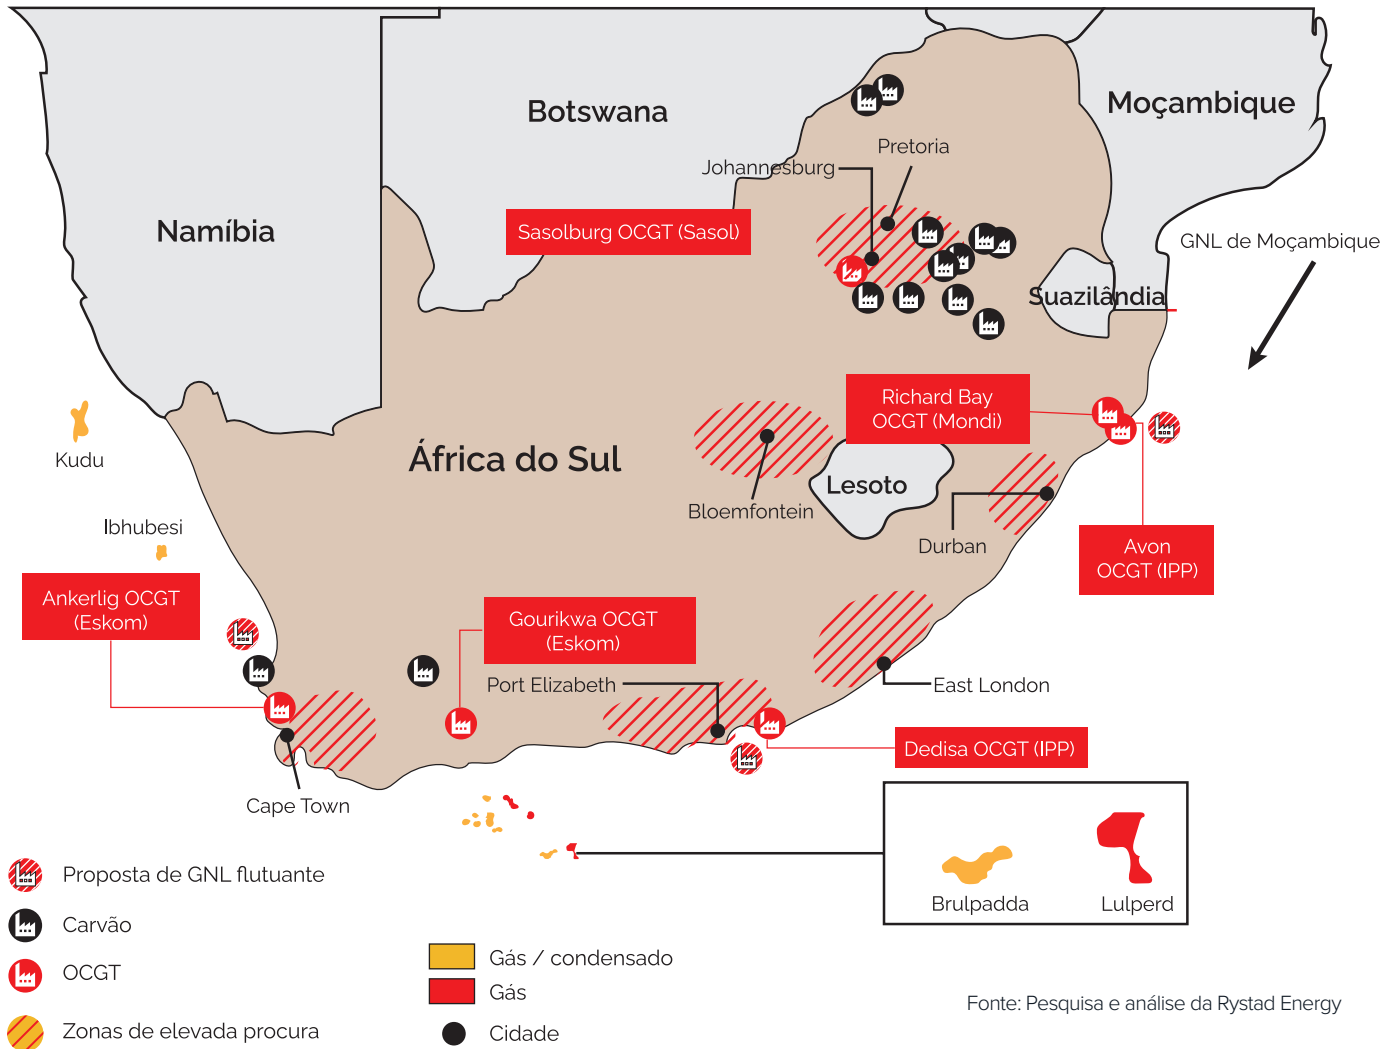 Botswana
Moçambique
Pretoria
Johannesburg
Namíbia
Sasolburg OCGT (Sasol)
GNL de Moçambique
Suazilândia
Richard Bay
OCGT (Mondi)
Kudu
África do Sul
Lesoto
Bloemfontein
Ibhubesi
Durban
Avon
OCGT (IPP)
Ankerlig OCGT
(Eskom)
Gourikwa OCGT
(Eskom)
Port Elizabeth
East London
Dedisa OCGT (IPP)
Cape Town
Brulpadda
Lulperd
Proposta de GNL flutuante
Carvão
OCGT
Zonas de elevada procura
Gás / condensado
Gás
Cidade
Fonte: Pesquisa e análise da Rystad Energy